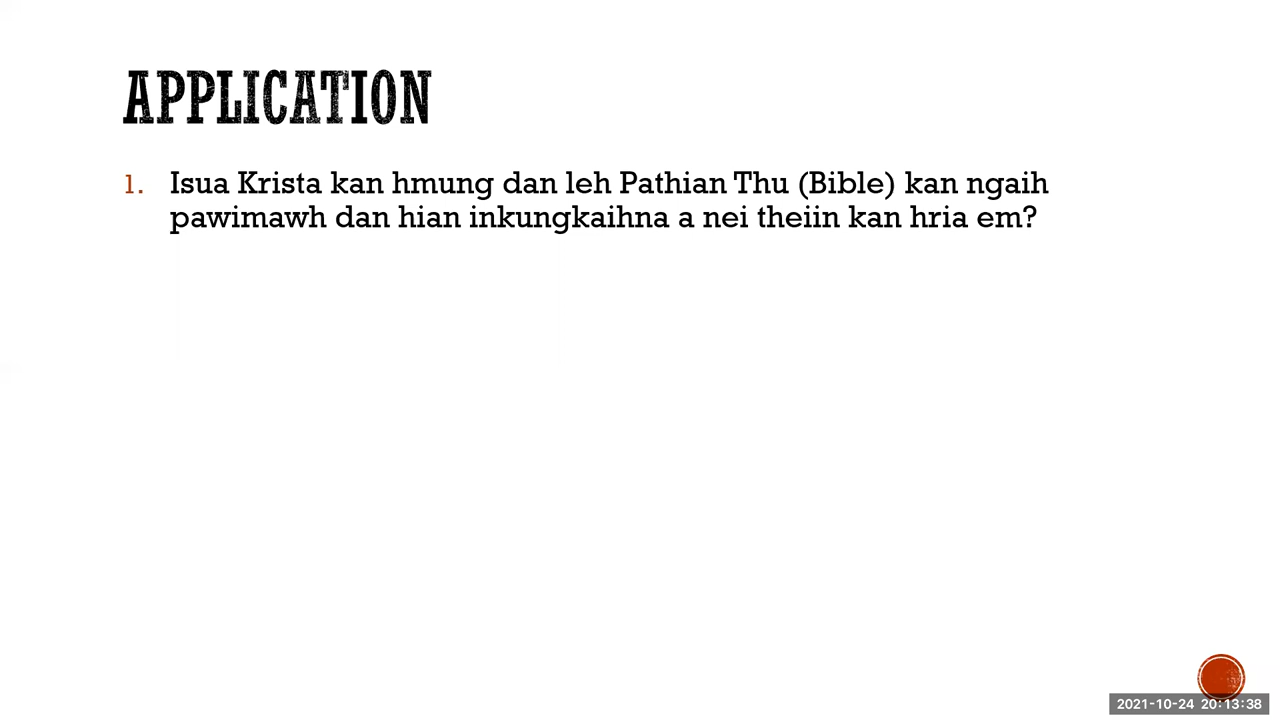 APPLICATION
1. Isua Krista kan hmung dan leh Pathian Thu (Bible) kan ngaih
pawimawh dan hian inkungkaihna a nei theiin kan hria em?
2021-10-24 20:13:38